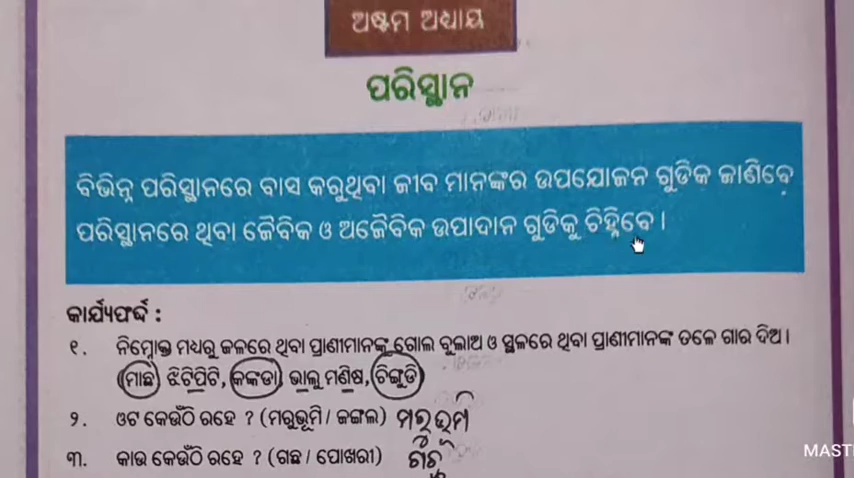 ଅଷ୍ଟମ ଅଧ୍ୟାୟ
ପରିସ୍ଥାନ
ବିଭିନ୍ନ ପରିସ୍ଥାନରେ ବାସ କରୁଥିବା ଜୀବ ମାନଙ୍କର ଉପଯୋଜନ ଗୁଡିକ ଜାଣିବେ
ପରିସ୍ଥାନରେ ଥିବା ଜୈବିକ ଓ ଅଜୈବିକ ଉପାଦାନ ଗୁଡିକୁ ଚିହ୍ନିବେ ।
କାର୍ଯ୍ୟଫର୍ଦ୍ଦ :
୧. ନିମ୍ନୋକ୍ତ ମଧ୍ୟରୁ ଜଳରେ ଥିବା ପ୍ରାଣୀମାନଙ୍କୁ ଗୋଲ ବୁଲାଅ ଓ ସ୍ଥଳରେ ଥିବା ପ୍ରାଣୀମାନଙ୍କ ତଳେ ଗାର ଦିଅ ।
(ମାଛ ଝିଟିପିଟି, କଙ୍କଡା ଭାଲୁ ମଣିଷ, ଚିଙ୍ଗୁଡି)
୨. ଓଟ କେଉଁଠି ରହେ ? (ମରୁଭୂମି / ଜଙ୍ଗଲ) ମରୁଭୂମି
୩. କାଉ କେଉଁଠି ରହେ ? (ଗଛ / ପୋଖରୀ) ଗଛ
MAST